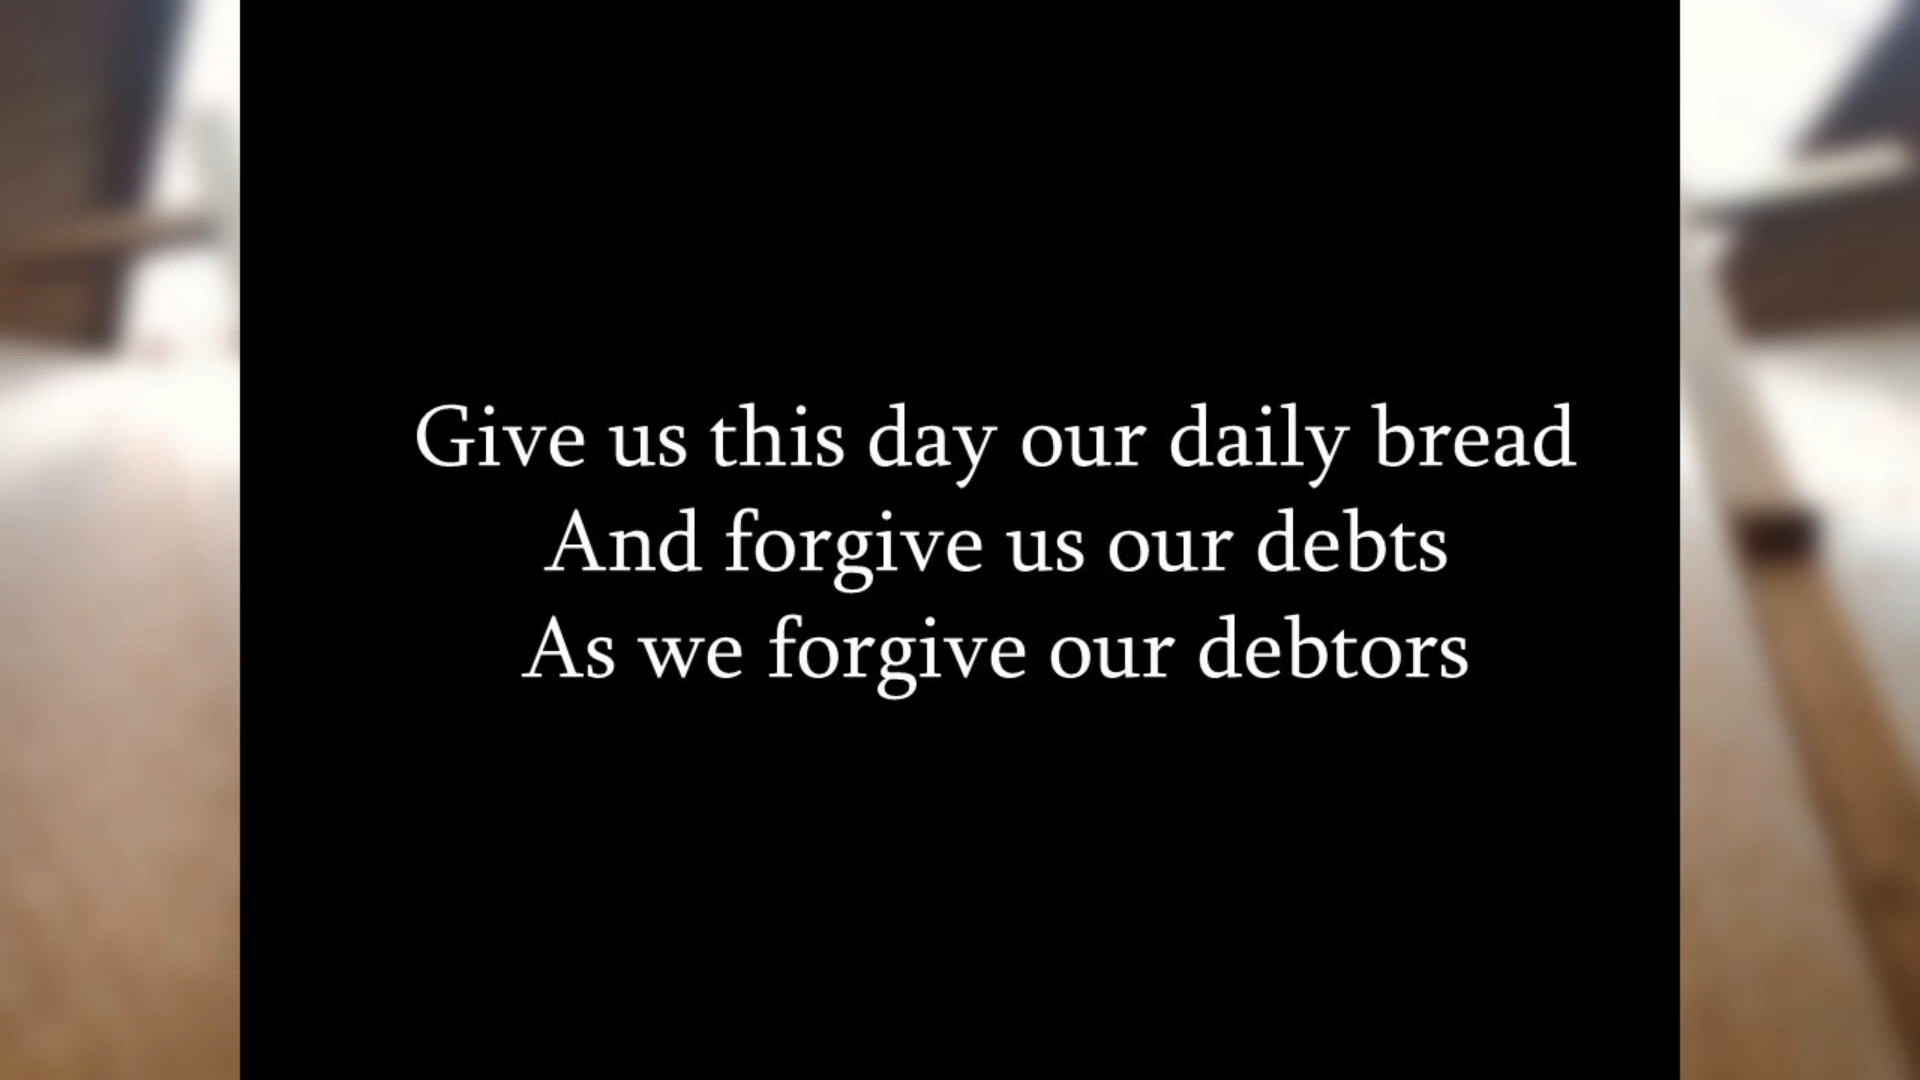 Give us this day our daily bread
And forgive us our debts
As we forgive our debtors